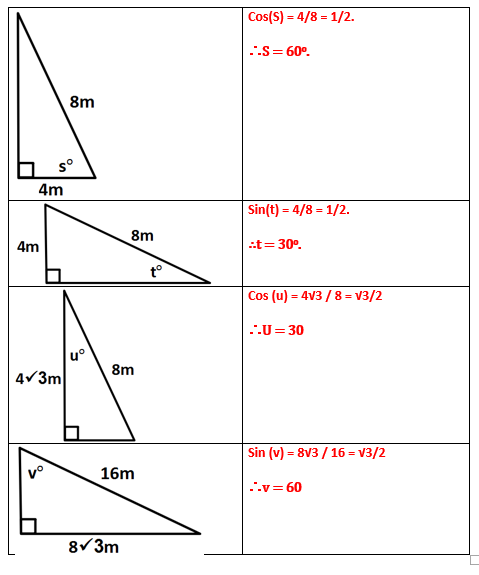 Cos(S) = 4/8 = 1/2.
∴S = 60º.
8m
s°
4m
Sin(t) = 4/8 = 1/2.
∴t = 30º.
8m
4m
t°
Cos (u) = 4√3 / 8 = √3/2
∴U = 30
u°
8m
4✓3m
Sin (v) = 8√3 / 16 = √3/2
∴v = 60
v°
16m
8✓3m